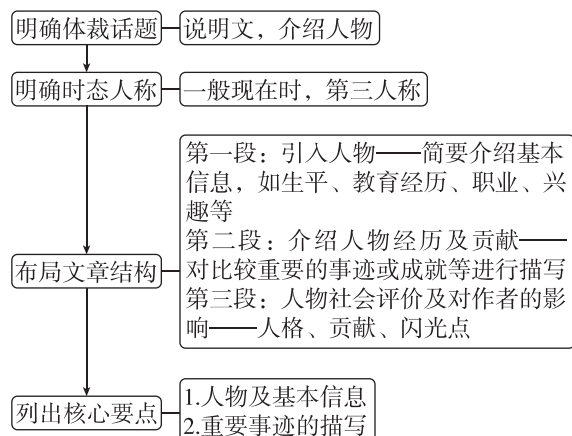 明确体裁话题
说明文，介绍人物
明确时态人称
一般现在时，第三人称
布局文章结构
第一段：引入人物——简要介绍基本
信息，如生平、教育经历、职业、兴
趣等
第二段：介绍人物经历及贡献——
对比较重要的事迹或成就等进行描写
第三段：人物社会评价及对作者的影
响——人格、贡献、闪光点
列出核心要点
1.人物及基本信息
2.重要事迹的描写